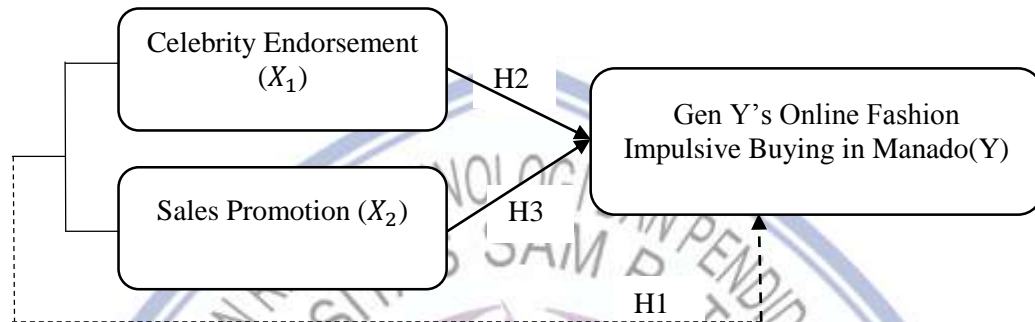 Celebrity Endorsement
(𝑋₁)
H2
Gen Y's Online Fashion
Impulsive Buying in Manado(Y)
Sales Promotion (𝑋₂)
H3
H1